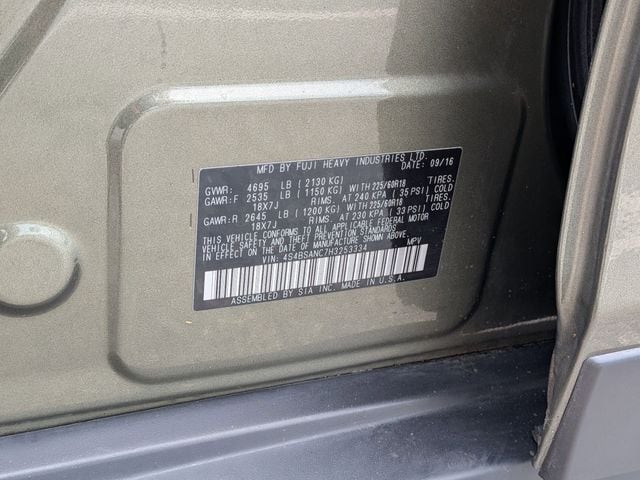 MFD BY FUJI HEAVY INDUSTRIES LTD.
DATE: 09/16
GVWR: 4695 LB ( 2130 KG)
GAWR:F 2535 LB ( 1150 KG) WITH 225/60R18 TIRES.
18X7J RIMS. AT 240 KPA ( 35 PSI) COLD
GAWR:R 2645 LB ( 1200 KG) WITH 225/60R18 TIRES.
18X7J RIMS. AT 230 KPA ( 33 PSI) COLD
THIS VEHICLE CONFORMS TO ALL APPLICABLE FEDERAL MOTOR
VEHICLE SAFETY, BUMPER, AND THEFT PREVENTION STANDARDS
IN EFFECT ON THE DATE OF MANUFACTURE SHOWN ABOVE.
VIN: 4S4BSANC7H3253334 MPV
ASSEMBLED BY SIA INC. MADE IN U.S.A.